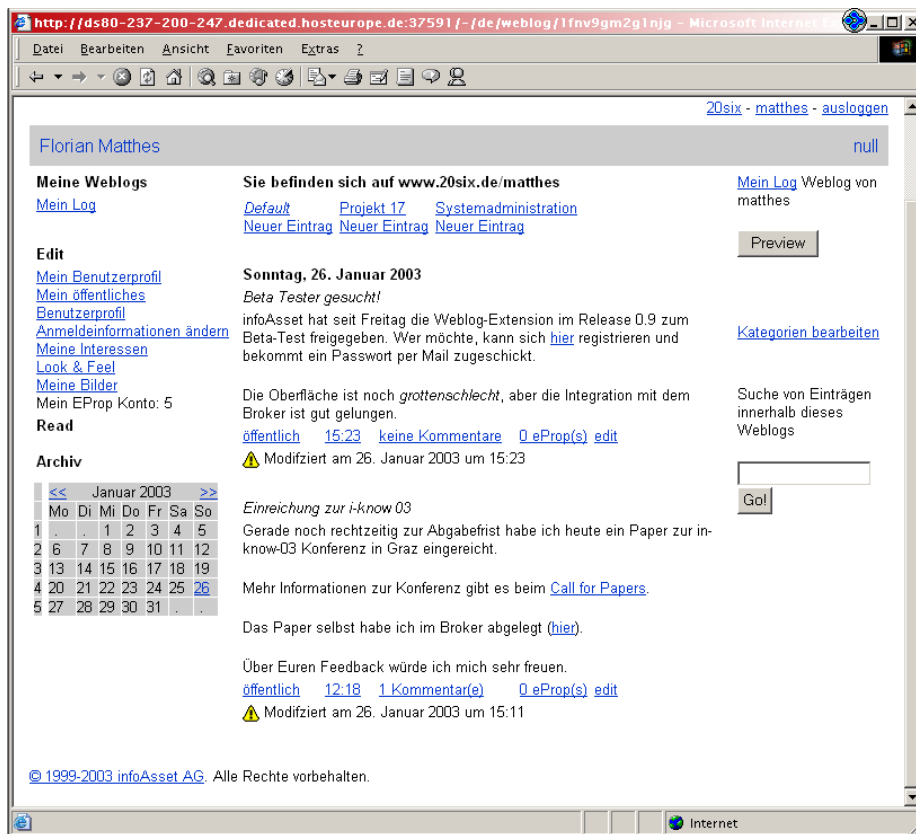 http://ds80-237-200-247.dedicated.hosteurope.de:37591/-/de/weblog/1fnv9gm2g1njg - Microsoft Internet
Datei Bearbeiten Ansicht Favoriten Extras ?
20six - matthes - ausloggen
Florian Matthes
null
Meine Weblogs
Mein Log
Edit
Mein Benutzerprofil
Mein öffentliches
Benutzerprofil
Anmeldeinformationen ändern
Meine Interessen
Look & Feel
Meine Bilder
Mein EProp Konto: 5
Read
Archiv
<< Januar 2003 >>
Mo Di Mi Do Fr Sa So
1 . . 1 2 3 4 5
2 6 7 8 9 10 11 12
3 13 14 15 16 17 18 19
4 20 21 22 23 24 25 26
5 27 28 29 30 31 . .
Sie befinden sich auf www.20six.de/matthes
Default Projekt 17 Systemadministration
Neuer Eintrag Neuer Eintrag Neuer Eintrag
Sonntag, 26. Januar 2003
Beta Tester gesucht!
infoAsset hat seit Freitag die Weblog-Extension im Release 0.9 zum
Beta-Test freigegeben. Wer möchte, kann sich hier registrieren und
bekommt ein Passwort per Mail zugeschickt.
Die Oberfläche ist noch grottenschlecht, aber die Integration mit dem
Broker ist gut gelungen.
öffentlich 15:23 keine Kommentare 0 eProp(s) edit
Modifziert am 26. Januar 2003 um 15:23
Einreichung zur i-know 03
Gerade noch rechtzeitig zur Abgabefrist habe ich heute ein Paper zur in-
know-03 Konferenz in Graz eingereicht.
Mehr Informationen zur Konferenz gibt es beim Call for Papers.
Das Paper selbst habe ich im Broker abgelegt (hier).
Über Euren Feedback würde ich mich sehr freuen.
öffentlich 12:18 1 Kommentar(e) 0 eProp(s) edit
Modifziert am 26. Januar 2003 um 15:11
Mein Log Weblog von
matthes
Preview
Kategorien bearbeiten
Suche von Einträgen
innerhalb dieses
Weblogs
Go!
© 1999-2003 infoAsset AG. Alle Rechte vorbehalten.
Internet